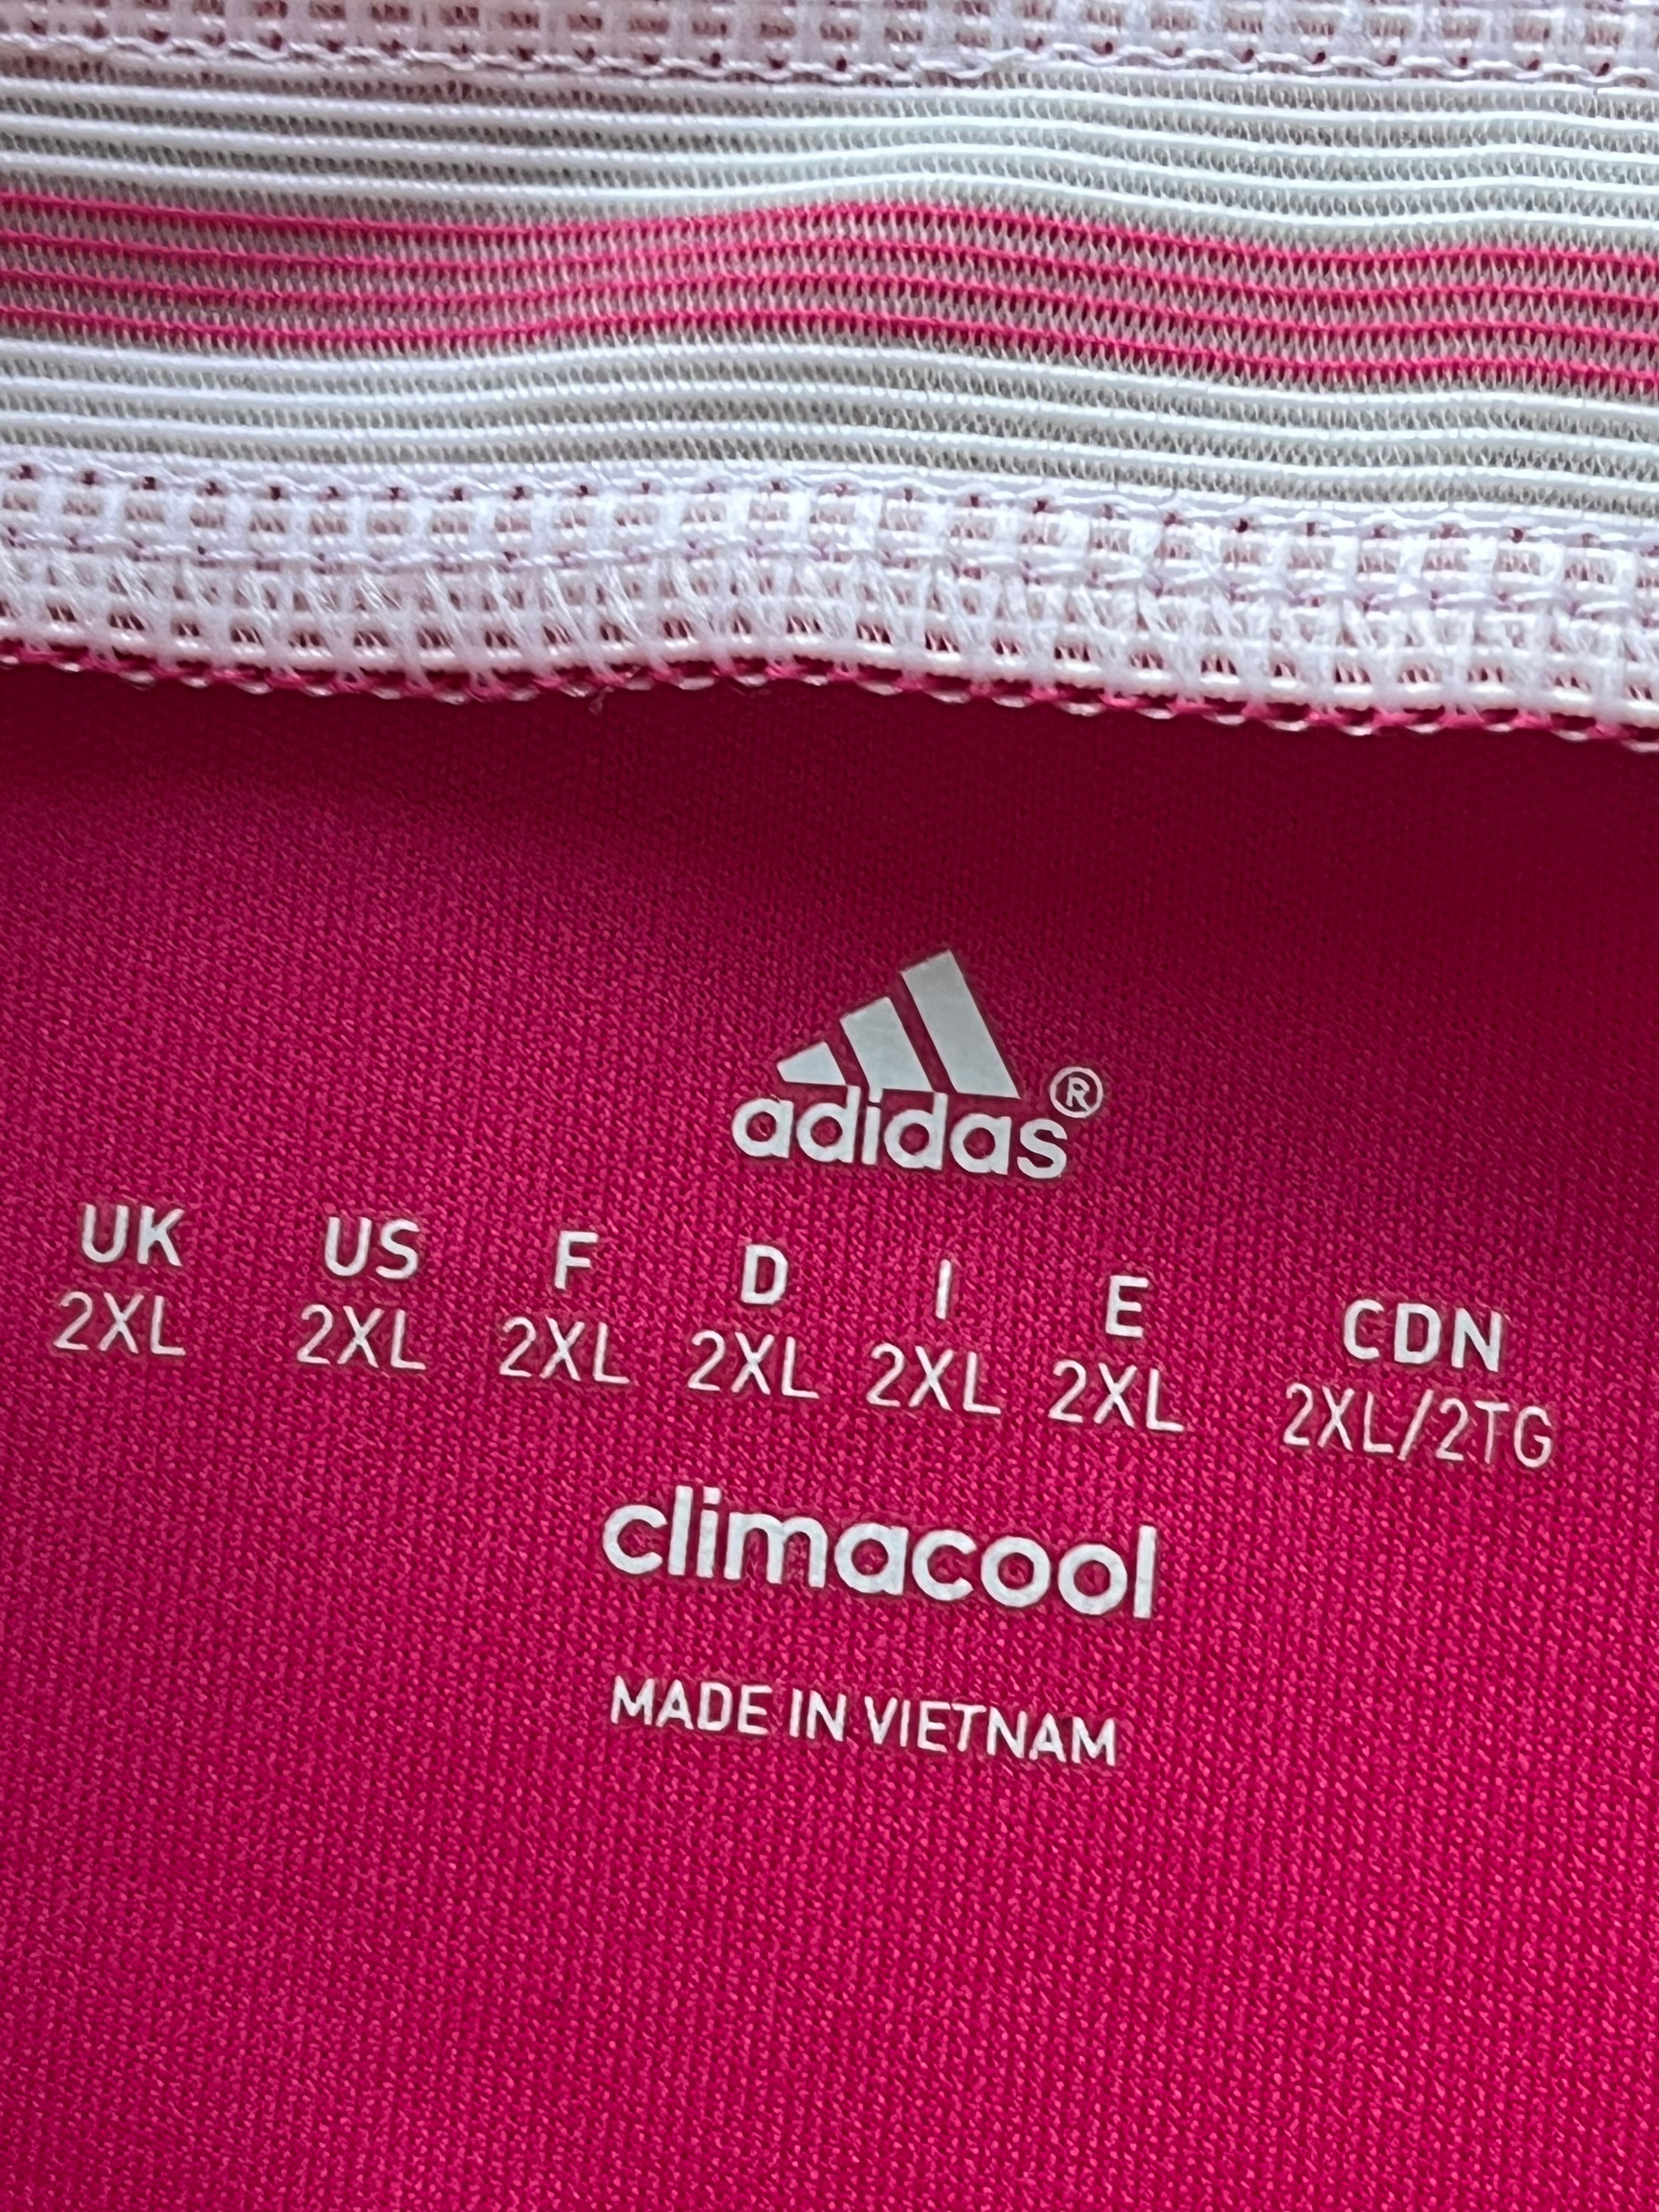 adidas®
UK US F D I E CDN
2XL 2XL 2XL 2XL 2XL 2XL 2XL/2TG
climacool
MADE IN VIETNAM